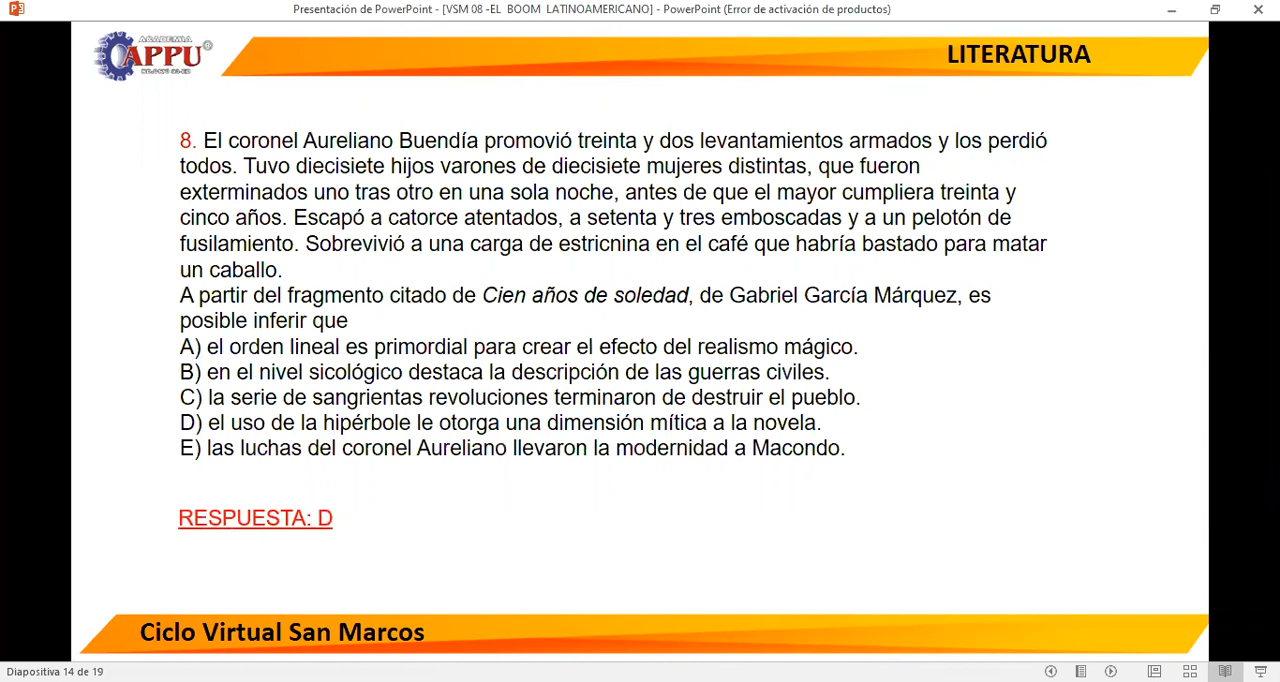 Presentación de PowerPoint - [VSM 08 -EL BOOM LATINOAMERICANO] - PowerPoint (Error de activación de productos)
ACADEMIA
APPU
LITERATURA
8. El coronel Aureliano Buendía promovió treinta y dos levantamientos armados y los perdió
todos. Tuvo diecisiete hijos varones de diecisiete mujeres distintas, que fueron
exterminados uno tras otro en una sola noche, antes de que el mayor cumpliera treinta y
cinco años. Escapó a catorce atentados, a setenta y tres emboscadas y a un pelotón de
fusilamiento. Sobrevivió a una carga de estricnina en el café que habría bastado para matar
un caballo.
A partir del fragmento citado de Cien años de soledad, de Gabriel García Márquez, es
posible inferir que
A) el orden lineal es primordial para crear el efecto del realismo mágico.
B) en el nivel sicológico destaca la descripción de las guerras civiles.
C) la serie de sangrientas revoluciones terminaron de destruir el pueblo.
D) el uso de la hipérbole le otorga una dimensión mítica a la novela.
E) las luchas del coronel Aureliano llevaron la modernidad a Macondo.
RESPUESTA: D
Ciclo Virtual San Marcos
Diapositiva 14 de 19